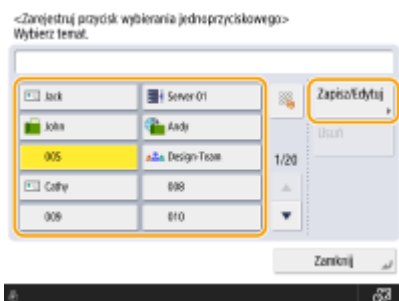 <Zarejestruj przycisk wybierania jednoprzyciskowego>
Wybierz temat.
Jack
Server 01
Zapisz/Edytuj
John
Andy
Usuń
005
Design-Team
1/20
Cathy
008
009
010
Zamknij